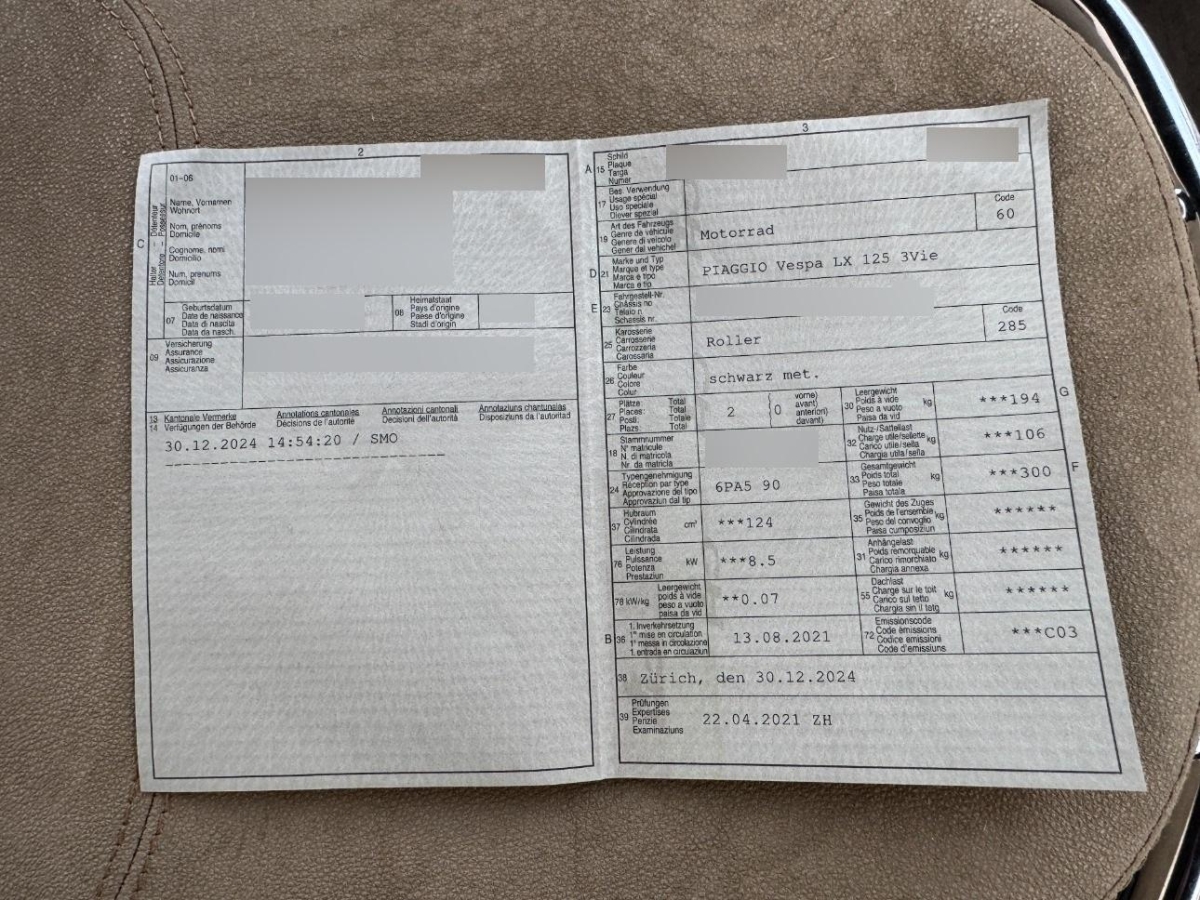 2
01-06
C
Halter - Détenteur
Detentore - Possessur
Name, Vornamen
Wohnort
Nom, prénoms
Domicile
Cognome, nomi
Domicilio
Num, prenums
Domicil
07
Geburtsdatum
Date de naissance
Data di nascita
Data da nasch.
08
Heimatstaat
Pays d'origine
Paese d'origine
Stadi d'origin
09
Versicherung
Assurance
Assicurazione
Assicuranza
13 Kantonale Vermerke
14 Verfügungen der Behörde
Annotations cantonales
Décisions de l'autorité
Annotazioni cantonali
Decisioni dell'autorità
Annotaziuns chantunalas
Disposiziuns da l'autoritad
30.12.2024 14:54:20 / SMO
3
A 15
Schild
Plaque
Targa
Numer
17
Bes. Verwendung
Usage spécial
Uso speciale
Diever spezial
19
Art des Fahrzeugs
Genre de véhicule
Genere di veicolo
Gener dal vehichel
Motorrad
Code
60
D 21
Marke und Typ
Marque et type
Marca e tipo
Marca e tip
PIAGGIO Vespa LX 125 3Vie
E 23
Fahrgestell-Nr.
Châssis no
Telaio n.
Schassis nr.
25
Karosserie
Carrosserie
Carrozzeria
Carossaria
Roller
Code
285
26
Farbe
Couleur
Colore
Colur
schwarz met.
27
Plätze Total
Places: Total
Posti: Totale
Plazs: Total
2
0
vorne)
avant)
anteriori)
davant)
30
Leergewicht
Poids à vide
Peso a vuoto
Paisa da vid
kg
***194
G
18
Stammnummer
N° matricule
N. di matricola
Nr. da matricla
32
Nutz-/Sattellast
Charge utile/sellette
Carico utile/sella
Chargia utila/sella
kg
***106
24
Typengenehmigung
Réception par type
Approvazione del tipo
Approvaziun dal tip
6PA5 90
33
Gesamtgewicht
Poids total
Peso totale
Paisa totala
kg
***300
F
37
Hubraum
Cylindrée
Cilindrata
Cilindrada
cm³
***124
35
Gewicht des Zuges
Poids de l'ensemble
Peso del convoglio
Paisa cumposiziun
kg
******
76
Leistung
Puissance
Potenza
Prestaziun
kW
***8.5
31
Anhängelast
Poids remorquable
Carico rimorchiato
Chargia annexa
kg
******
78 kW/kg
Leergewicht
poids à vide
peso a vuoto
paisa da vid
**0.07
55
Dachlast
Charge sur le toit
Carico sul tetto
Chargia sin il tetg
kg
******
B 36
1. Inverkehrsetzung
1re mise en circulation
1a messa in circolazione
1. entrada en circulaziun
13.08.2021
72
Emissionscode
Code émissions
Codice emissioni
Code d'emissiuns
***C03
38 Zürich, den 30.12.2024
39
Prüfungen
Expertises
Perizie
Examinaziuns
22.04.2021 ZH